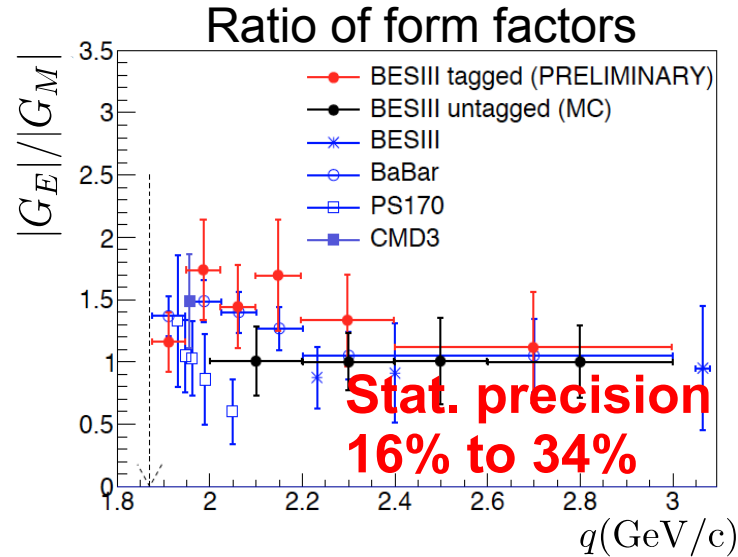 Ratio of form factors
|G_E|/|G_M|
3.5
3
2.5
2
1.5
1
0.5
0
BESIII tagged (PRELIMINARY)
BESIII untagged (MC)
BESIII
BaBar
PS170
CMD3
Stat. precision
16% to 34%
1.8 2 2.2 2.4 2.6 2.8 3
q(GeV/c)